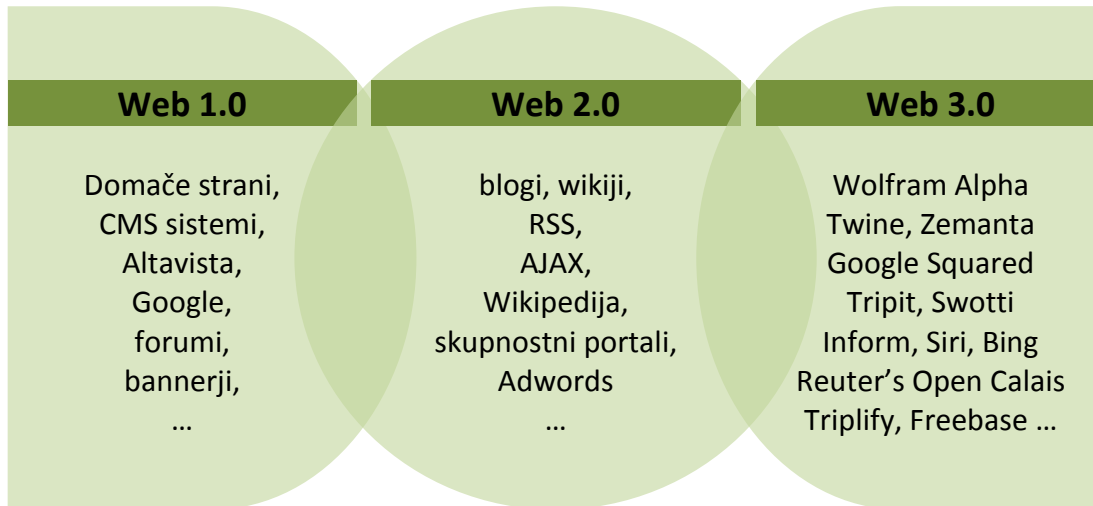 Web 1.0
Domače strani,
CMS sistemi,
Altavista,
Google,
forumi,
bannerji,
…
Web 2.0
blogi, wikiji,
RSS,
AJAX,
Wikipedija,
skupnostni portali,
Adwords
…
Web 3.0
Wolfram Alpha
Twine, Zemanta
Google Squared
Tripit, Swotti
Inform, Siri, Bing
Reuter’s Open Calais
Triplify, Freebase …